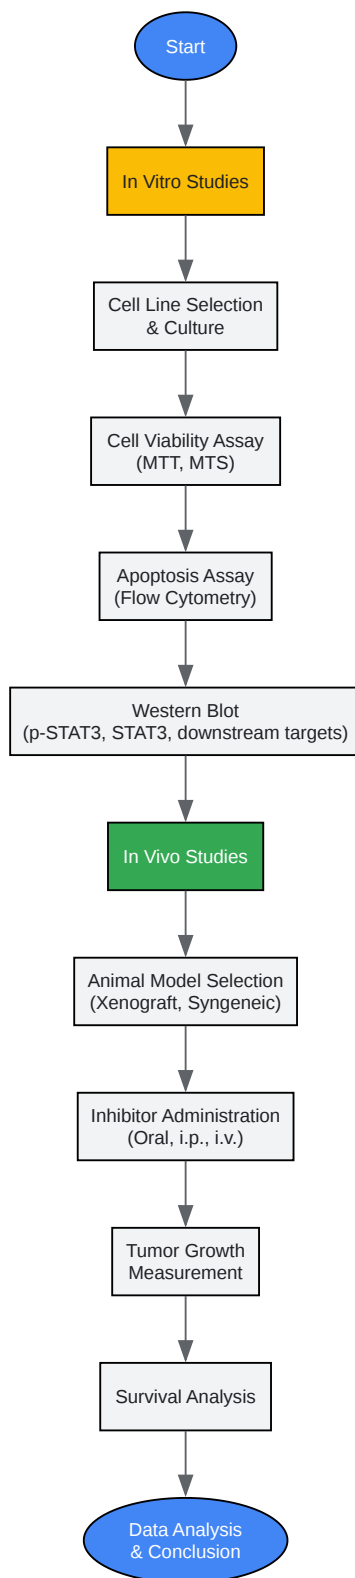 Start
In Vitro Studies
Cell Line Selection
& Culture
Cell Viability Assay
(MTT, MTS)
Apoptosis Assay
(Flow Cytometry)
Western Blot
(p-STAT3, STAT3, downstream targets)
In Vivo Studies
Animal Model Selection
(Xenograft, Syngeneic)
Inhibitor Administration
(Oral, i.p., i.v.)
Tumor Growth
Measurement
Survival Analysis
Data Analysis
& Conclusion